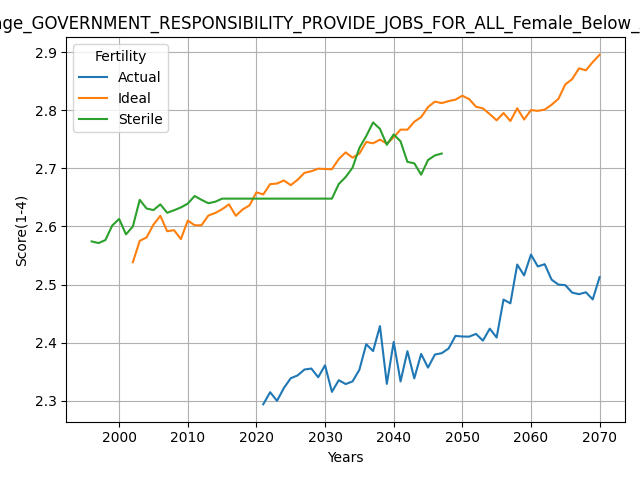 GOVERNMENT_RESPONSIBILITY_PROVIDE_JOBS_FOR_ALL_Female_Below_
Fertility
Actual
Ideal
Sterile
Score(1-4)
2.9
2.8
2.7
2.6
2.5
2.4
2.3
2000 2010 2020 2030 2040 2050 2060 2070
Years